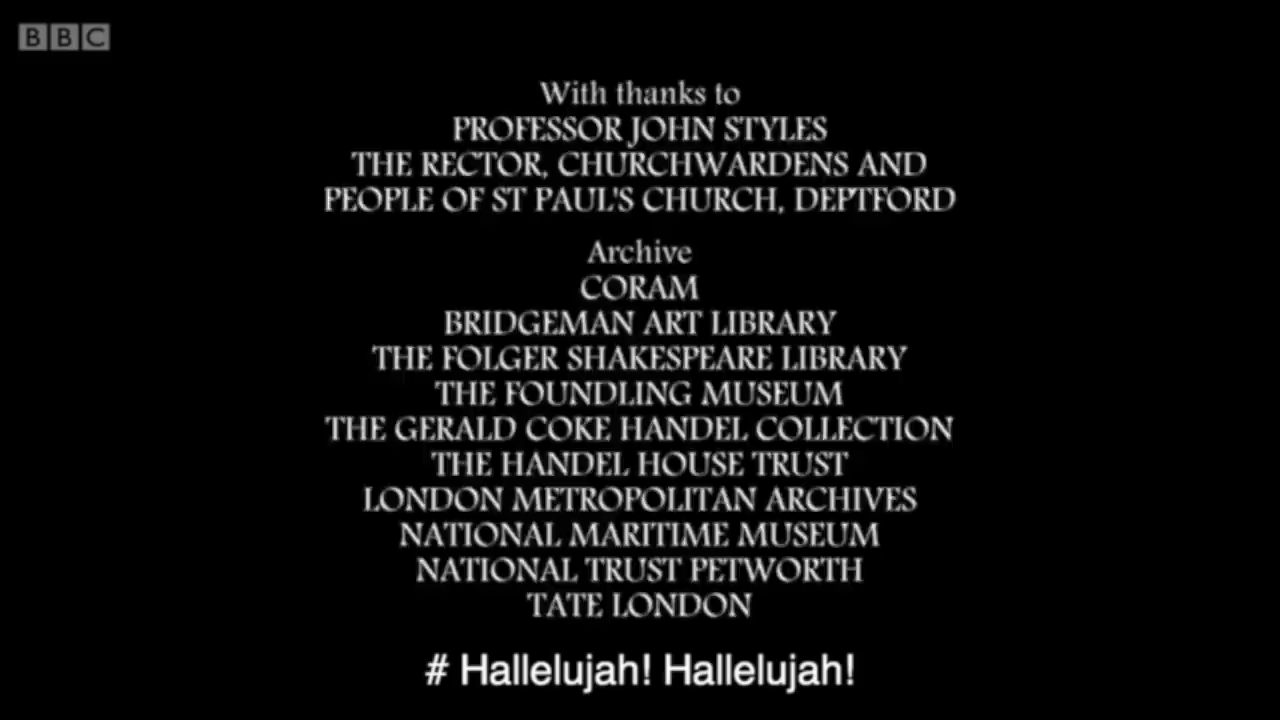 BBC
With thanks to
PROFESSOR JOHN STYLES
THE RECTOR, CHURCHWARDENS AND
PEOPLE OF ST PAUL'S CHURCH, DEPTFORD
Archive
CORAM
BRIDGEMAN ART LIBRARY
THE FOLGER SHAKESPEARE LIBRARY
THE FOUNDLING MUSEUM
THE GERALD COKE HANDEL COLLECTION
THE HANDEL HOUSE TRUST
LONDON METROPOLITAN ARCHIVES
NATIONAL MARITIME MUSEUM
NATIONAL TRUST PETWORTH
TATE LONDON
# Hallelujah! Hallelujah!